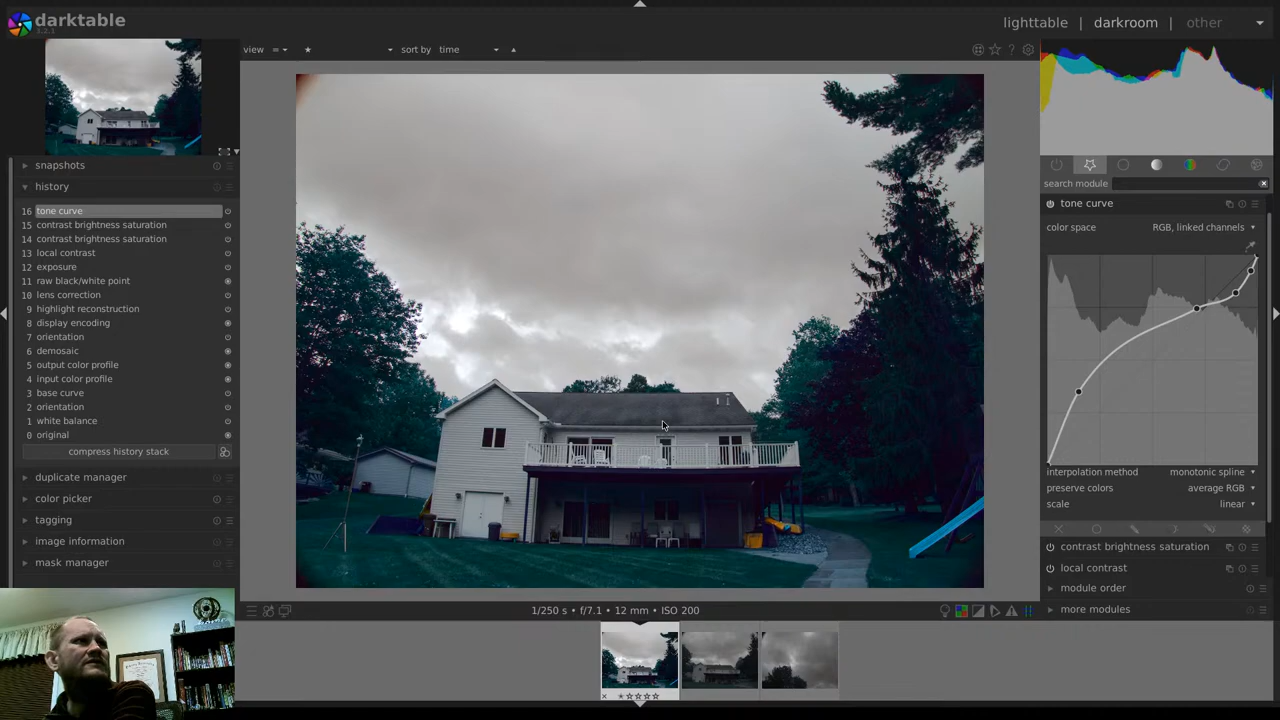 darktable
3.2.1
lighttable | darkroom | other
view
sort by time
snapshots
history
16 tone curve
15 contrast brightness saturation
14 contrast brightness saturation
13 local contrast
12 exposure
11 raw black/white point
10 lens correction
9 highlight reconstruction
8 display encoding
7 orientation
6 demosaic
5 output color profile
4 input color profile
3 base curve
2 orientation
1 white balance
0 original
compress history stack
duplicate manager
color picker
tagging
image information
mask manager
1/250 s • f/7.1 • 12 mm • ISO 200
search module
tone curve
color space RGB, linked channels
interpolation method monotonic spline
preserve colors average RGB
scale linear
contrast brightness saturation
local contrast
module order
more modules